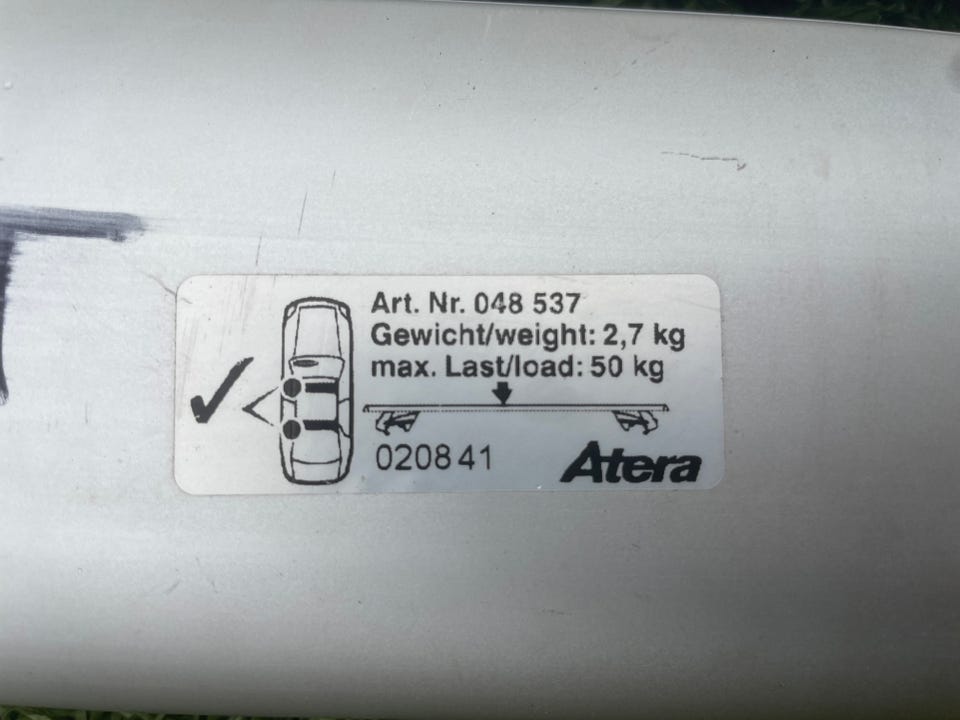 Art. Nr. 048 537
Gewicht/weight: 2,7 kg
max. Last/load: 50 kg
020841
Atera